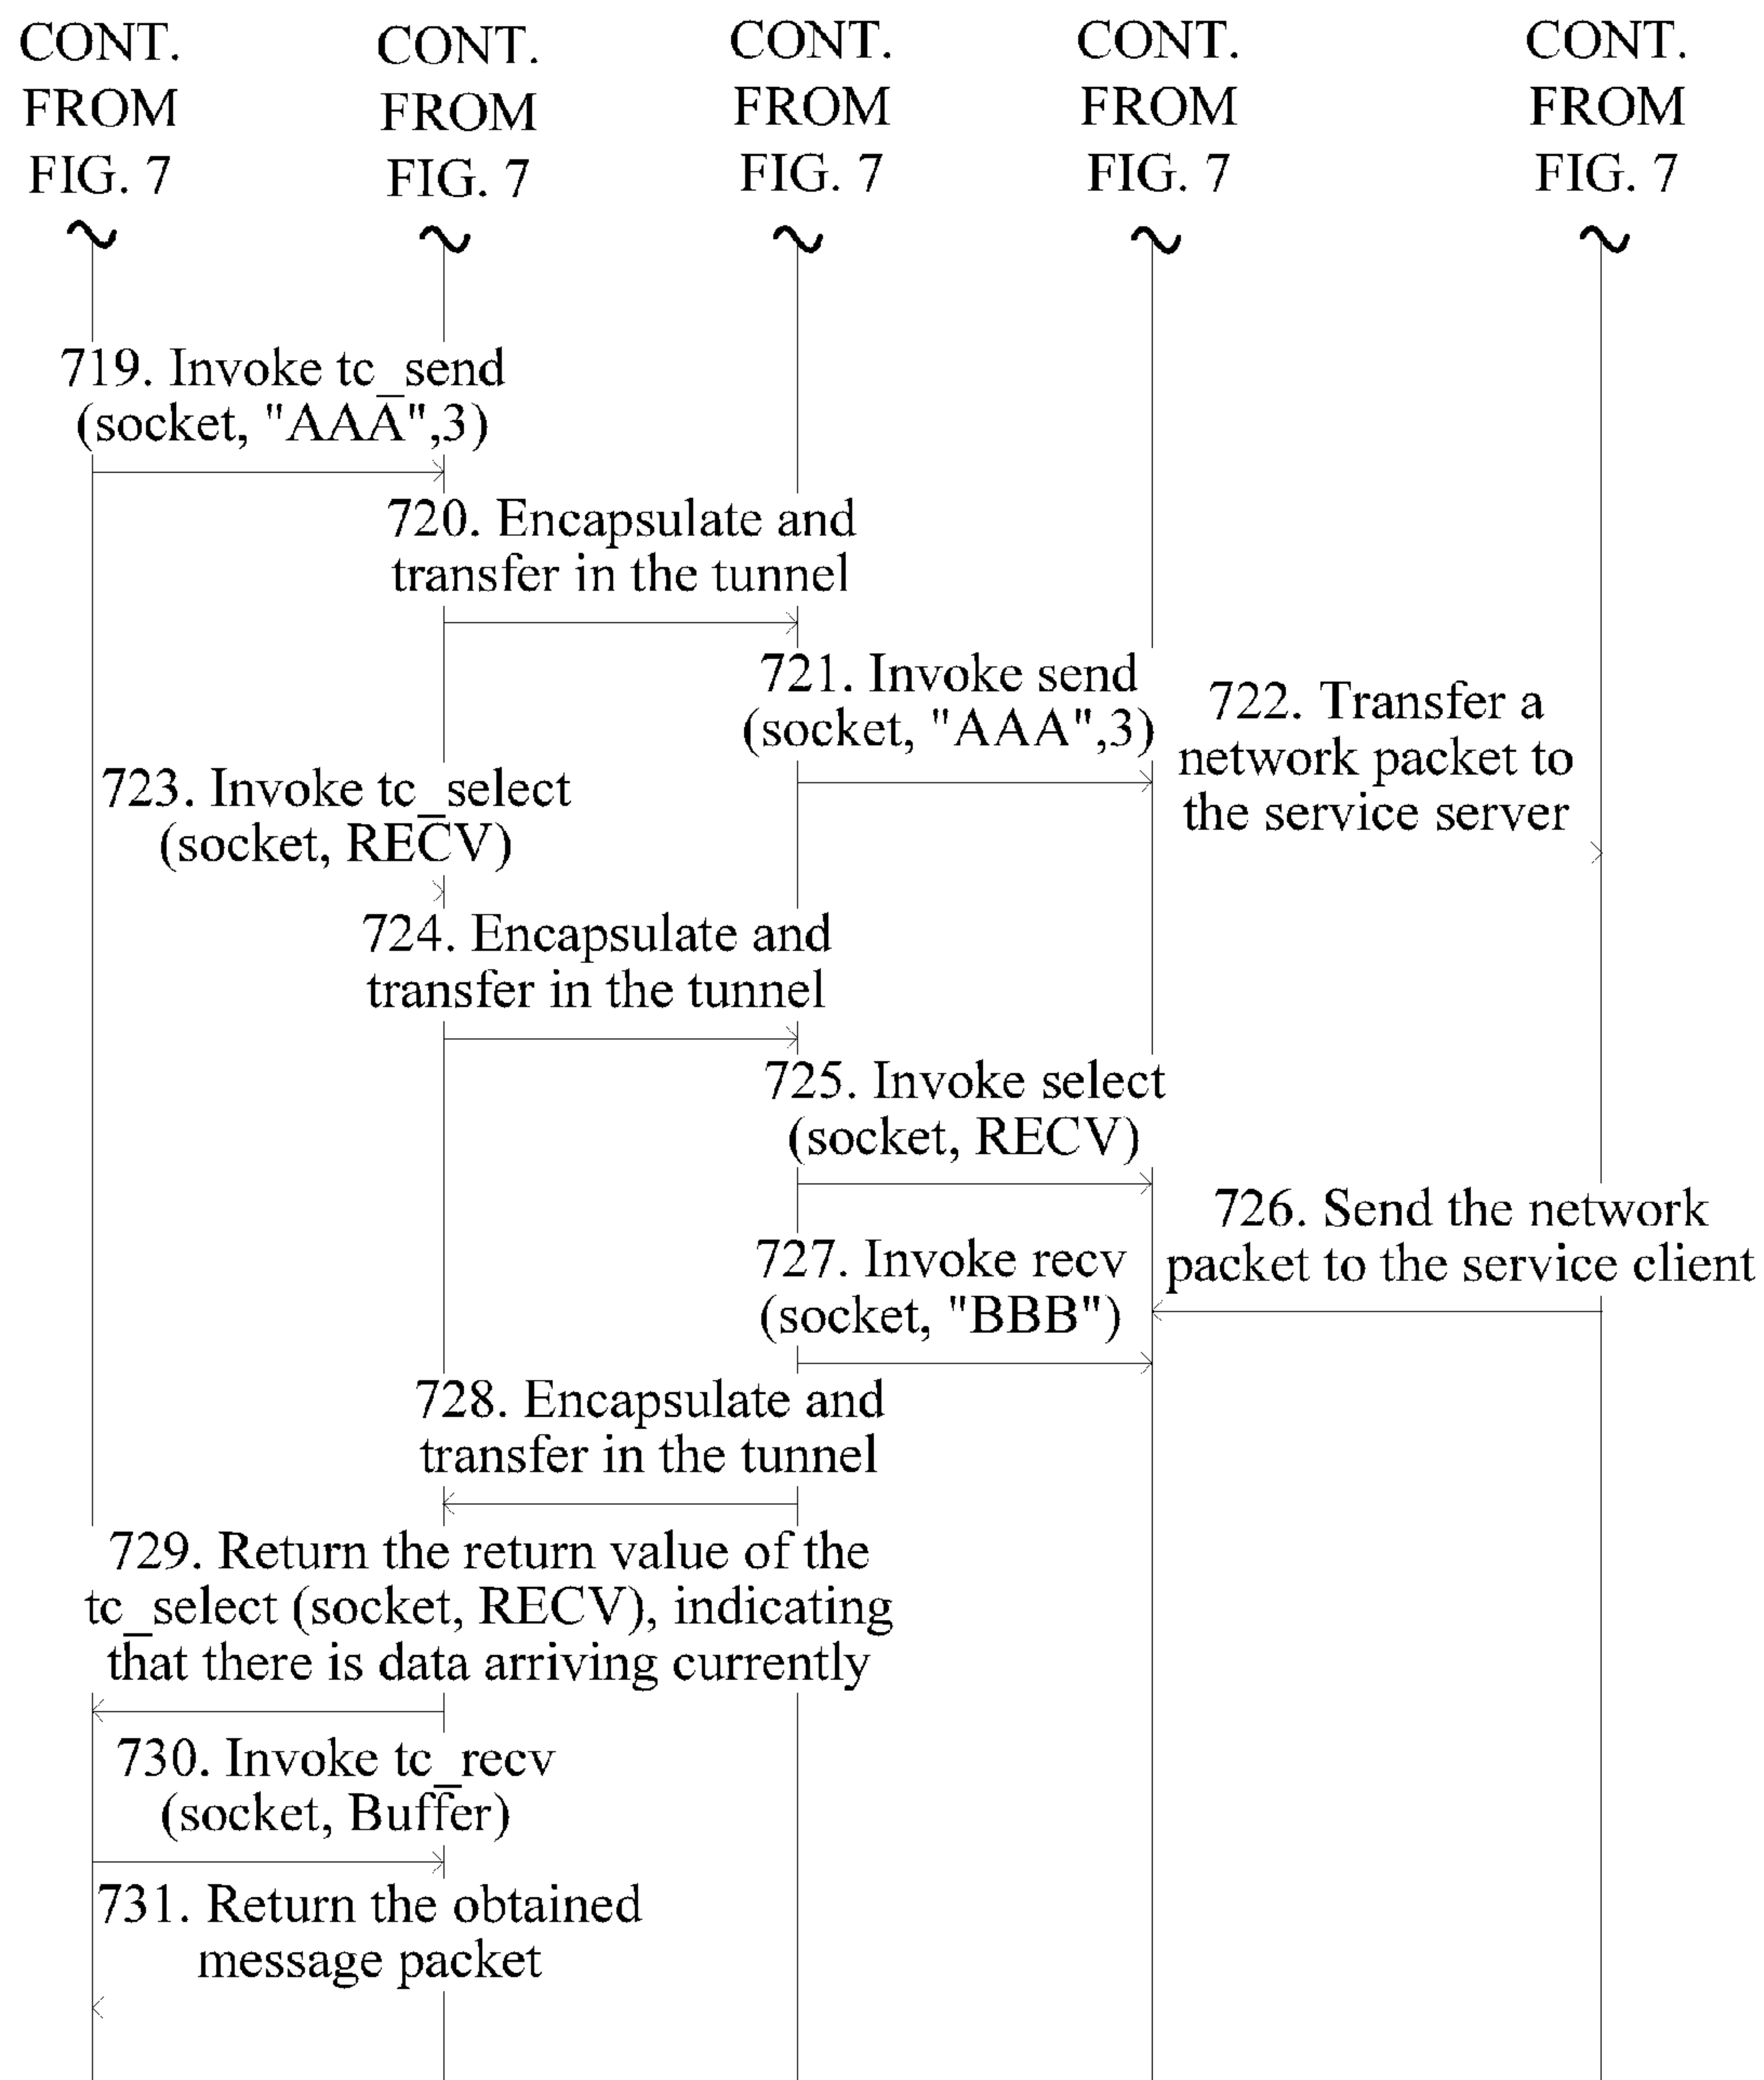 CONT.
FROM
FIG. 7
CONT.
FROM
FIG. 7
CONT.
FROM
FIG. 7
CONT.
FROM
FIG. 7
CONT.
FROM
FIG. 7
719. Invoke tc_send
(socket, "AAA",3)
720. Encapsulate and
transfer in the tunnel
721. Invoke send
(socket, "AAA",3)
722. Transfer a
network packet to
the service server
723. Invoke tc_select
(socket, RECV)
724. Encapsulate and
transfer in the tunnel
725. Invoke select
(socket, RECV)
726. Send the network
packet to the service client
727. Invoke recv
(socket, "BBB")
728. Encapsulate and
transfer in the tunnel
729. Return the return value of the
tc_select (socket, RECV), indicating
that there is data arriving currently
730. Invoke tc_recv
(socket, Buffer)
731. Return the obtained
message packet